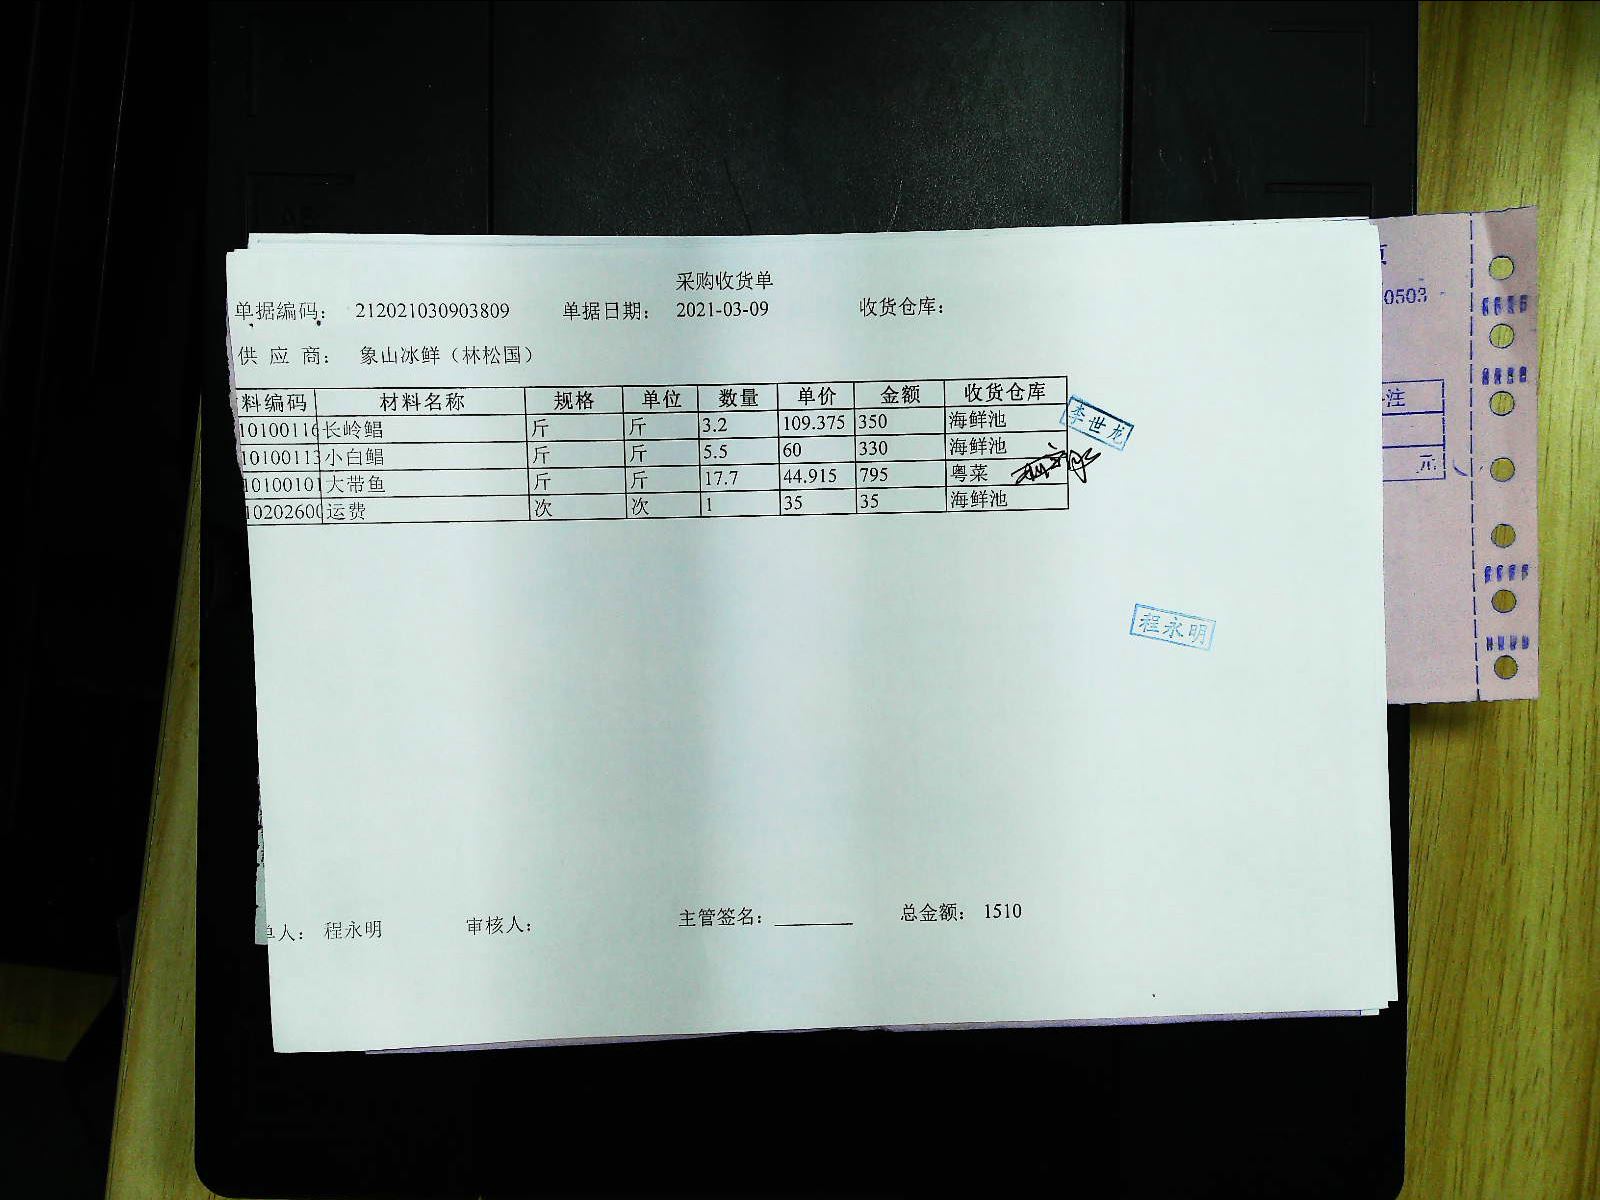 采购收货单
单据编码： 212021030903809 单据日期： 2021-03-09 收货仓库：
供 应 商： 象山冰鲜（林松国）
料编码 材料名称 规格 单位 数量 单价 金额 收货仓库
10100116 长岭鲳 斤 斤 3.2 109.375 350 海鲜池
10100113 小白鲳 斤 斤 5.5 60 330 海鲜池
10100101 大带鱼 斤 斤 17.7 44.915 795 粤菜
10202600 运费 次 次 1 35 35 海鲜池
李世龙
程永明
单人： 程永明 审核人： 主管签名： 总金额： 1510
0503
注
元